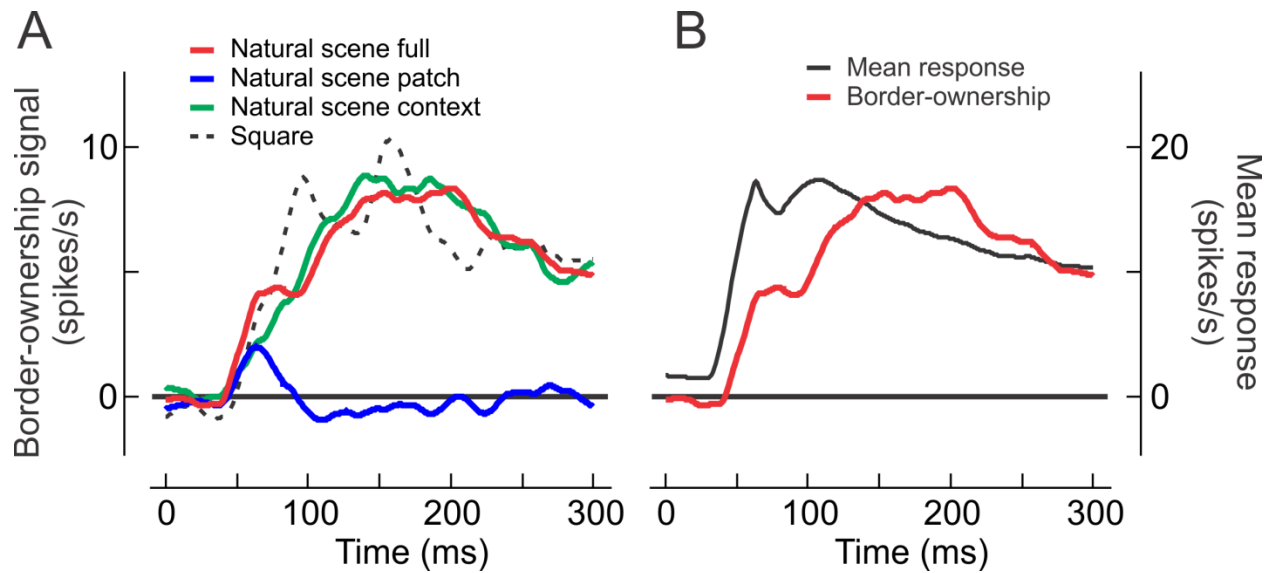 A
Natural scene full
Natural scene patch
Natural scene context
Square
Border-ownership signal
(spikes/s)
10
0
0
100
200
300
Time (ms)
B
Mean response
Border-ownership
20
0
Mean response
(spikes/s)
0
100
200
300
Time (ms)